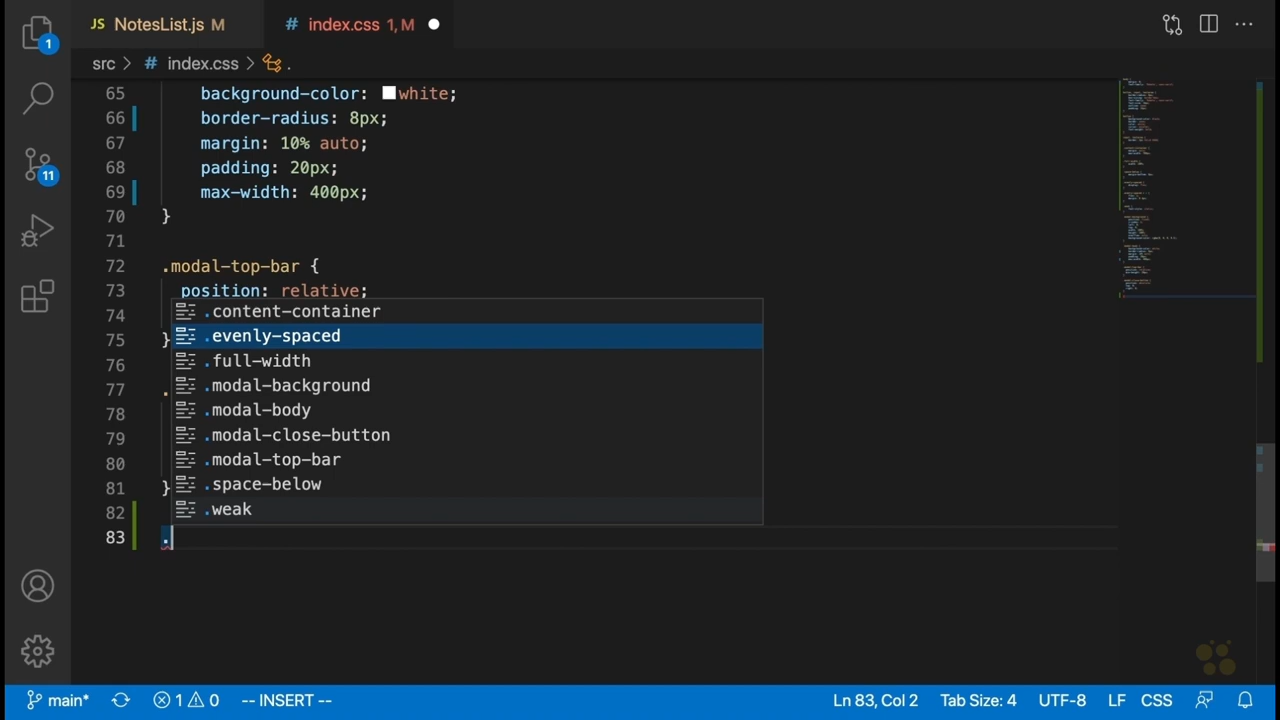 1
JS NotesList.js M
# index.css 1, M
src > # index.css > .
65 background-color: white;
66 border-radius: 8px;
67 margin: 10% auto;
68 padding: 20px;
69 max-width: 400px;
70 }
71
72 .modal-top-bar {
73 position: relative;
74
75 }
76
77 .
78
79
80
81 }
82
83 .
.content-container
.evenly-spaced
.full-width
.modal-background
.modal-body
.modal-close-button
.modal-top-bar
.space-below
.weak
11
main* 1 0 -- INSERT -- Ln 83, Col 2 Tab Size: 4 UTF-8 LF CSS